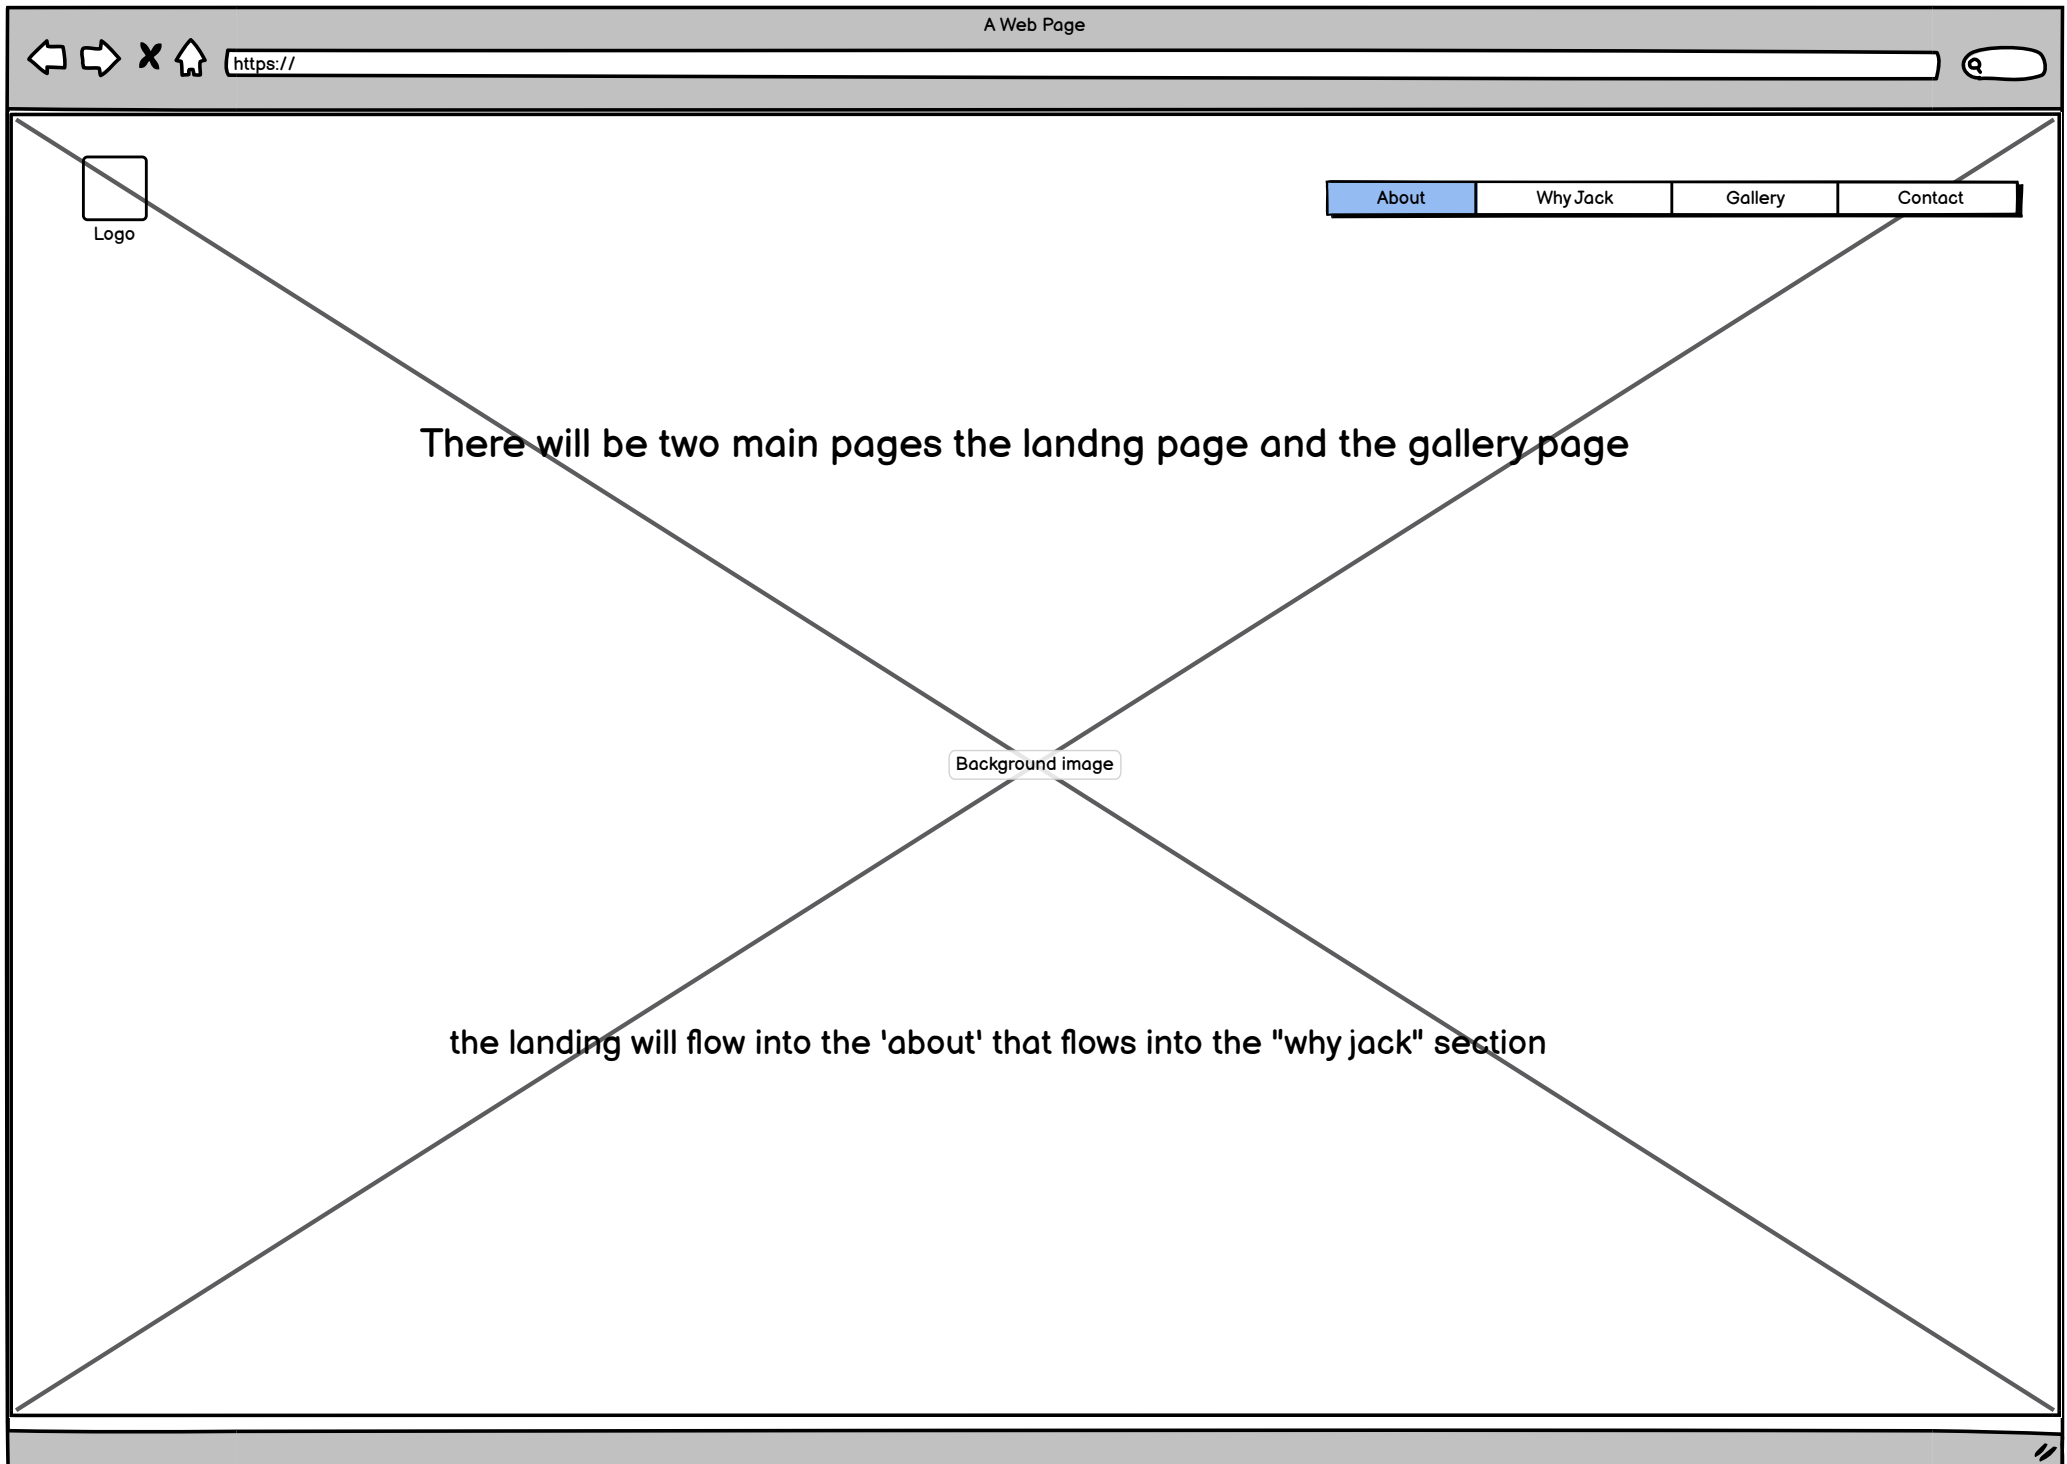 A Web Page
https://
Logo
About Why Jack Gallery Contact
There will be two main pages the landng page and the gallery page
Background image
the landing will flow into the 'about' that flows into the "why jack" section